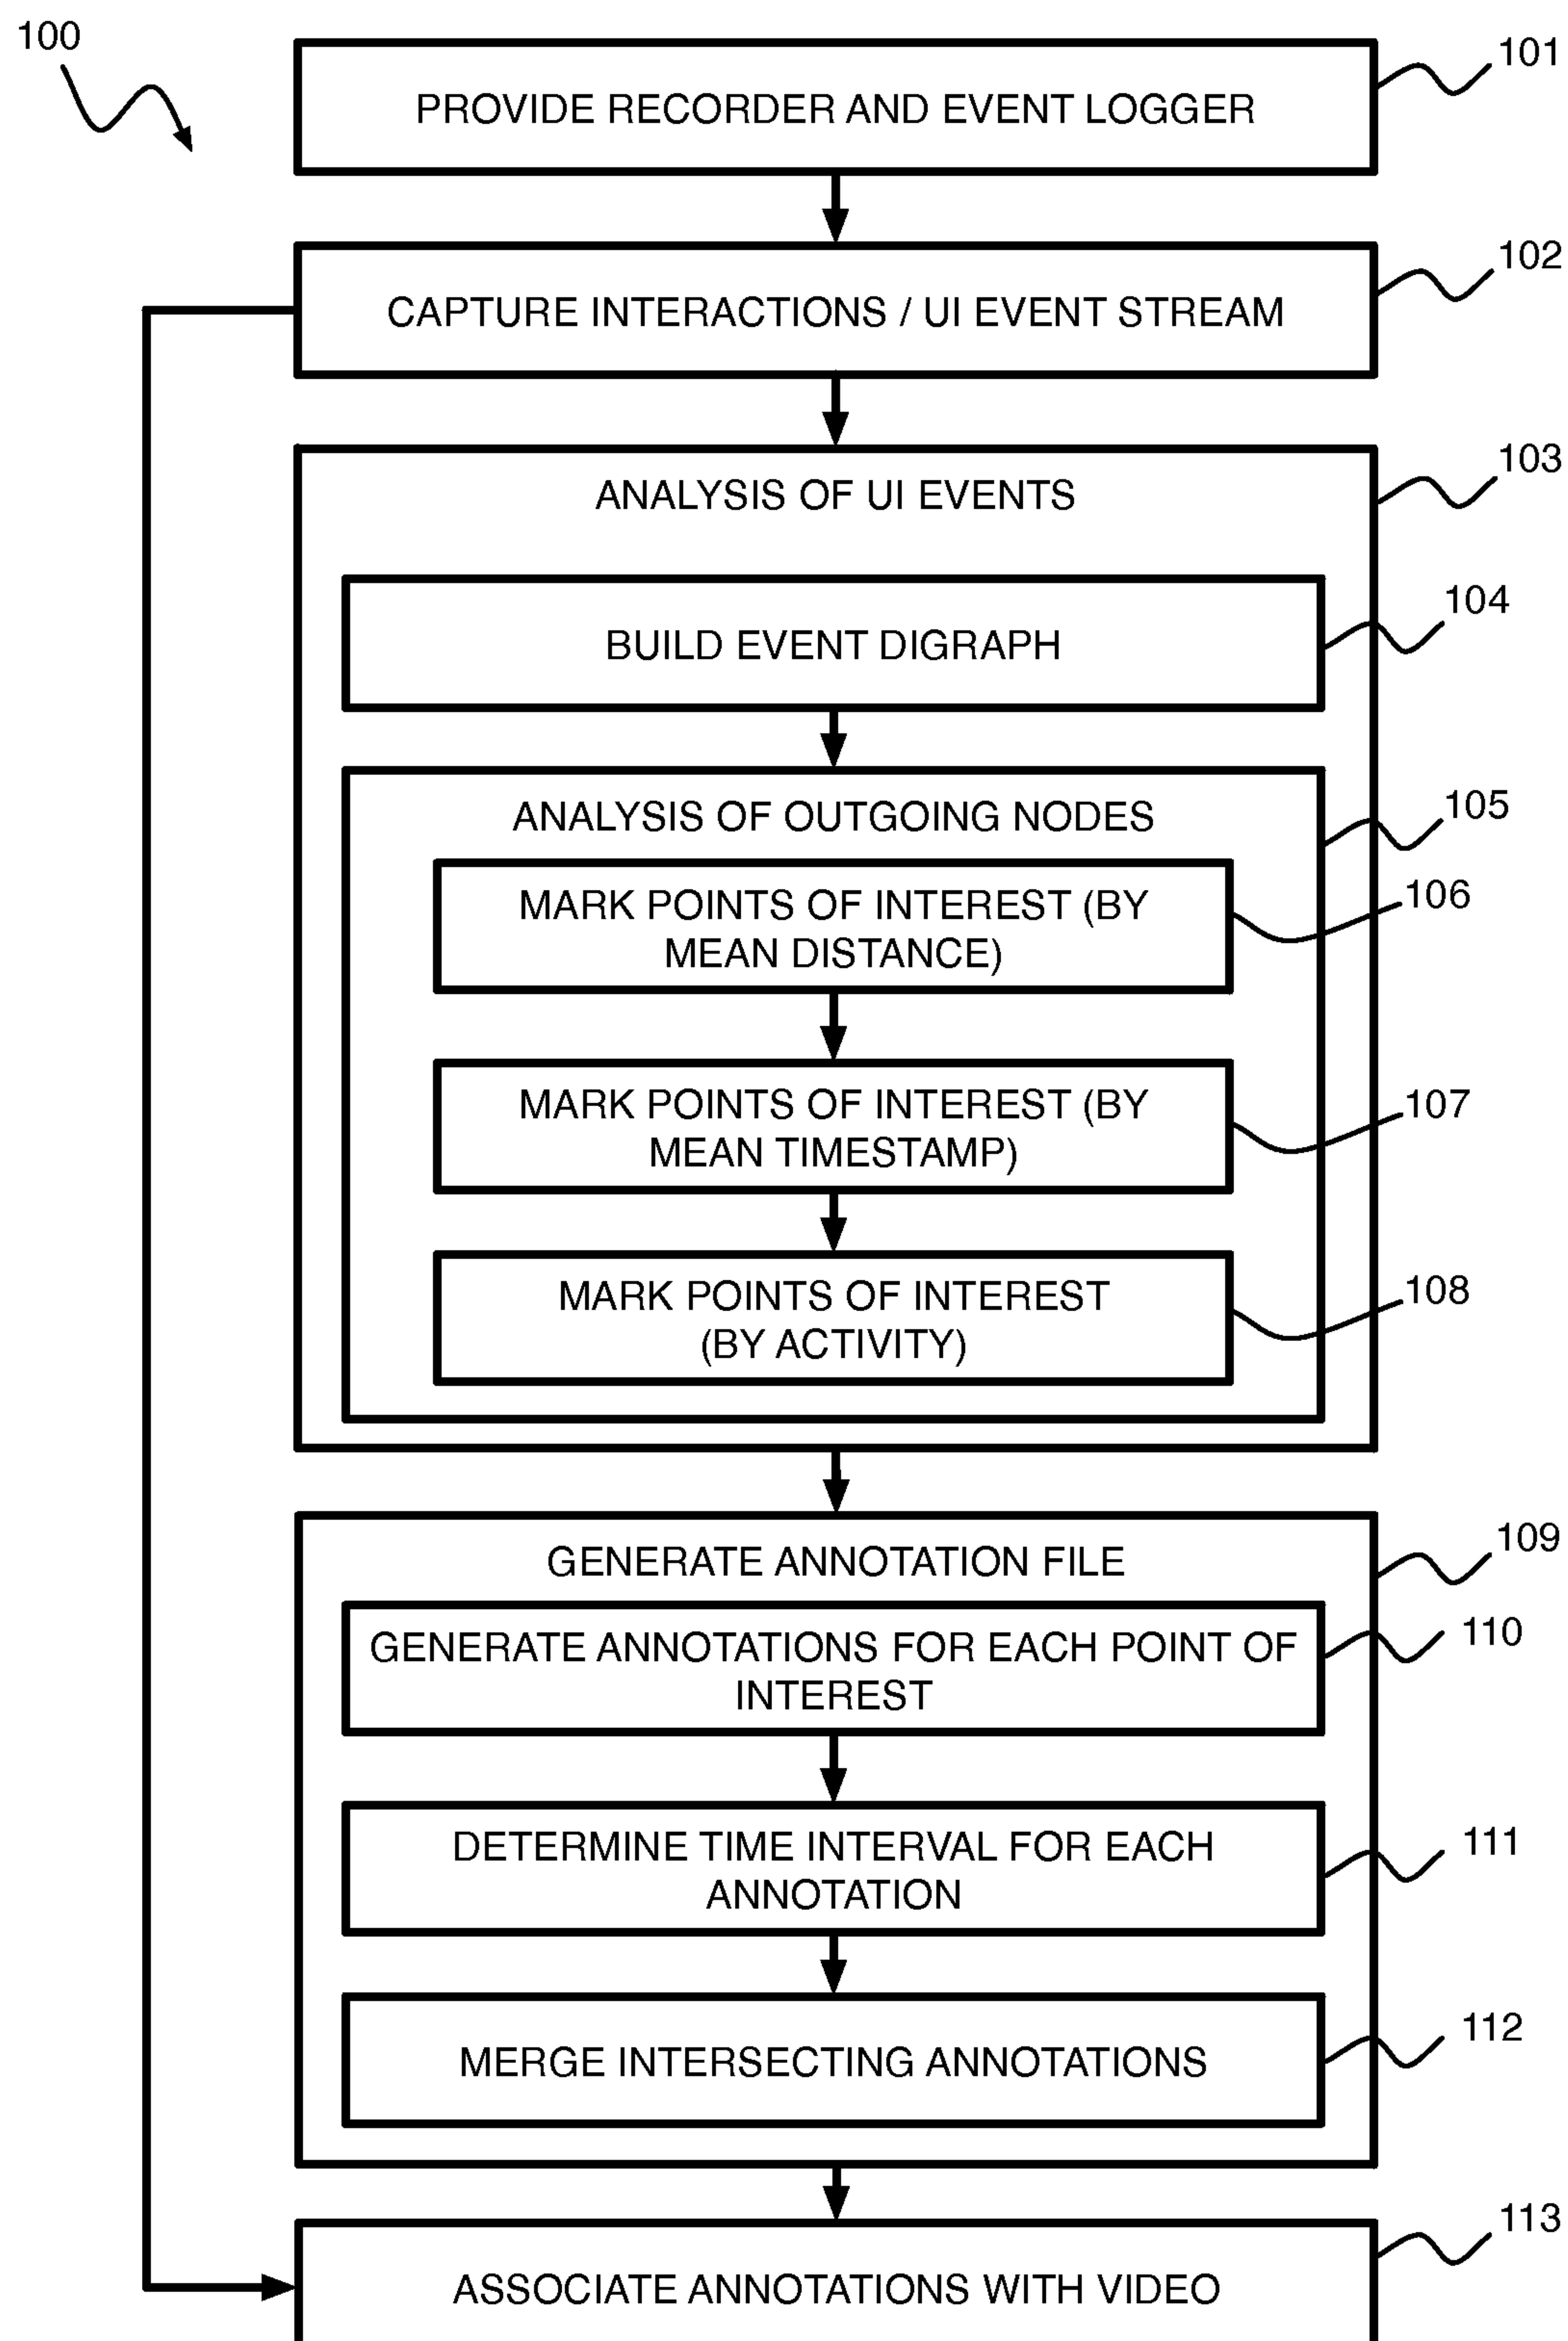 100
101
PROVIDE RECORDER AND EVENT LOGGER
102
CAPTURE INTERACTIONS / UI EVENT STREAM
103
ANALYSIS OF UI EVENTS
104
BUILD EVENT DIGRAPH
105
ANALYSIS OF OUTGOING NODES
106
MARK POINTS OF INTEREST (BY
MEAN DISTANCE)
107
MARK POINTS OF INTEREST (BY
MEAN TIMESTAMP)
108
MARK POINTS OF INTEREST
(BY ACTIVITY)
109
GENERATE ANNOTATION FILE
110
GENERATE ANNOTATIONS FOR EACH POINT OF
INTEREST
111
DETERMINE TIME INTERVAL FOR EACH
ANNOTATION
112
MERGE INTERSECTING ANNOTATIONS
113
ASSOCIATE ANNOTATIONS WITH VIDEO